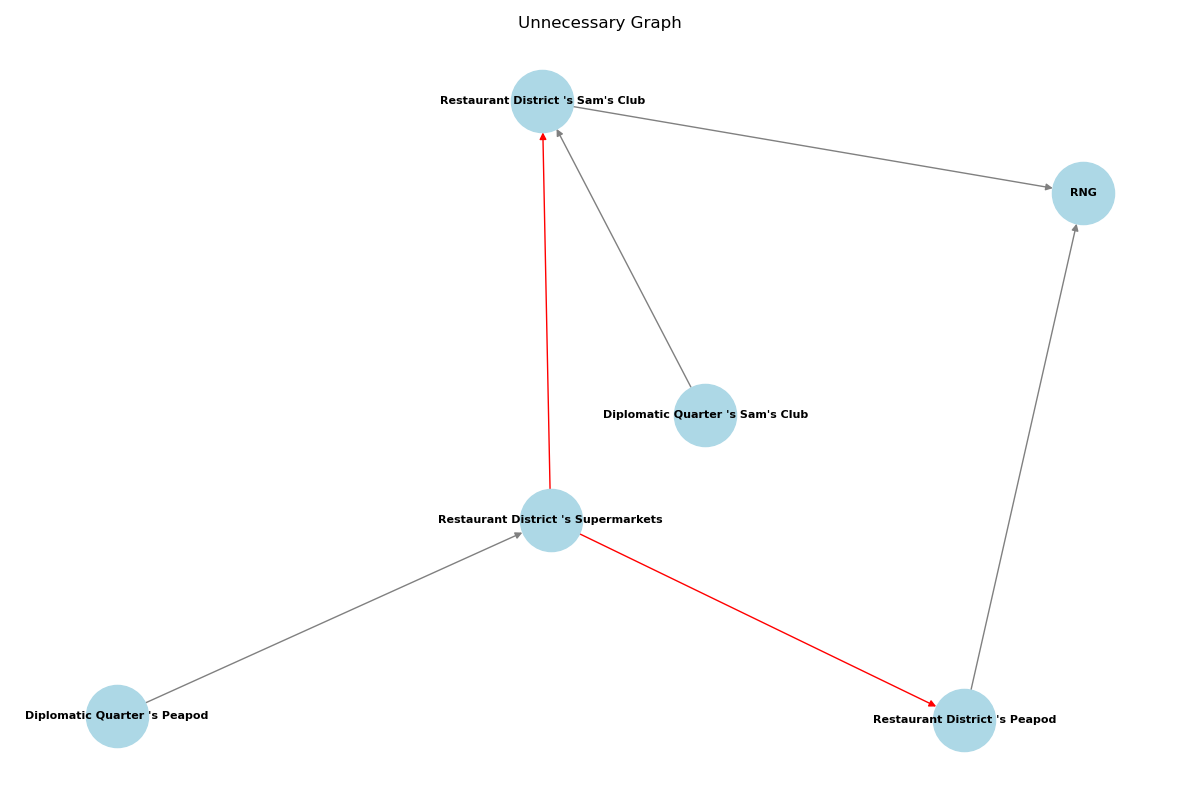 Unnecessary Graph
Restaurant District 's Sam's Club
RNG
Diplomatic Quarter 's Sam's Club
Restaurant District 's Supermarkets
Diplomatic Quarter 's Peapod
Restaurant District 's Peapod